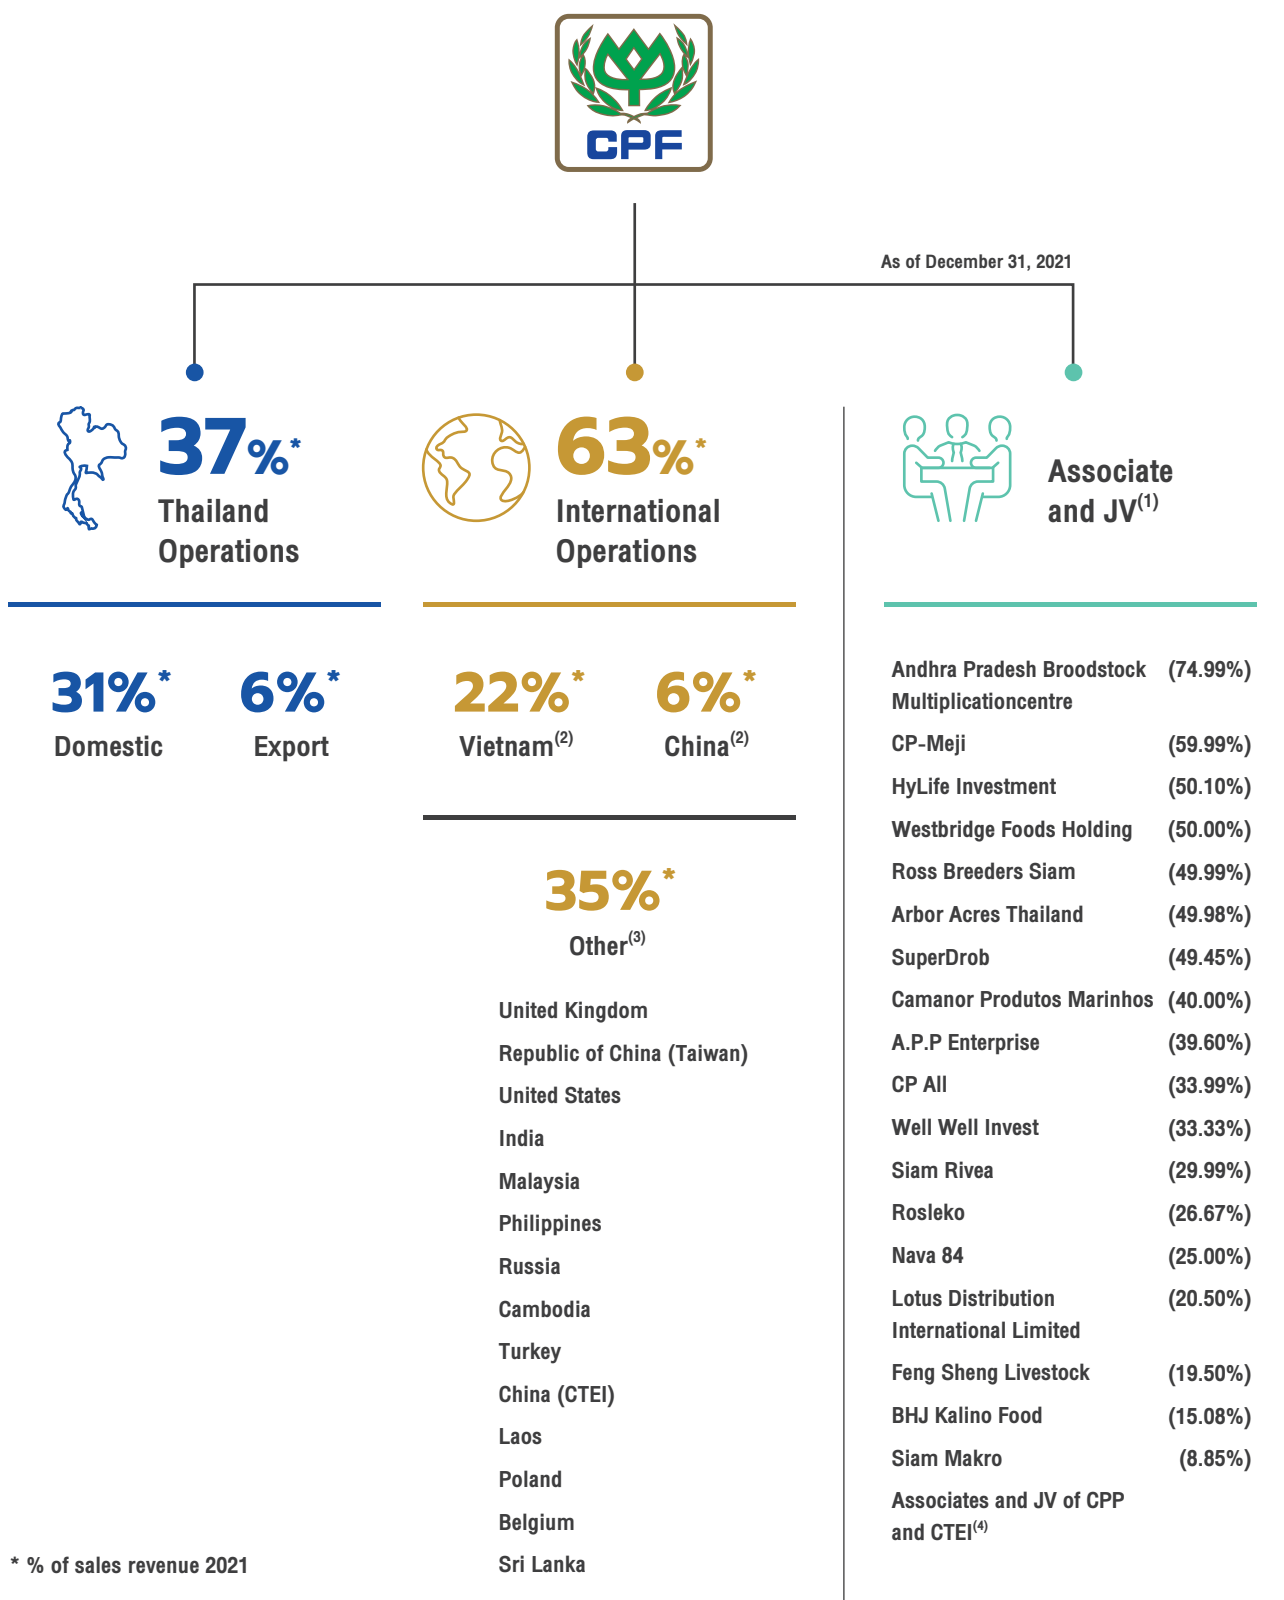 CPF
As of December 31, 2021
37%*
Thailand
Operations
31%*
Domestic
6%*
Export
63%*
International
Operations
22%*
Vietnam(2)
6%*
China(2)
35%*
Other(3)
United Kingdom
Republic of China (Taiwan)
United States
India
Malaysia
Philippines
Russia
Cambodia
Turkey
China (CTEI)
Laos
Poland
Belgium
Sri Lanka
Associate
and JV(1)
Andhra Pradesh Broodstock (74.99%)
Multiplicationcentre
CP-Meji (59.99%)
HyLife Investment (50.10%)
Westbridge Foods Holding (50.00%)
Ross Breeders Siam (49.99%)
Arbor Acres Thailand (49.98%)
SuperDrob (49.45%)
Camanor Produtos Marinhos (40.00%)
A.P.P Enterprise (39.60%)
CP All (33.99%)
Well Well Invest (33.33%)
Siam Rivea (29.99%)
Rosleko (26.67%)
Nava 84 (25.00%)
Lotus Distribution (20.50%)
International Limited
Feng Sheng Livestock (19.50%)
BHJ Kalino Food (15.08%)
Siam Makro (8.85%)
Associates and JV of CPP
and CTEI(4)
* % of sales revenue 2021